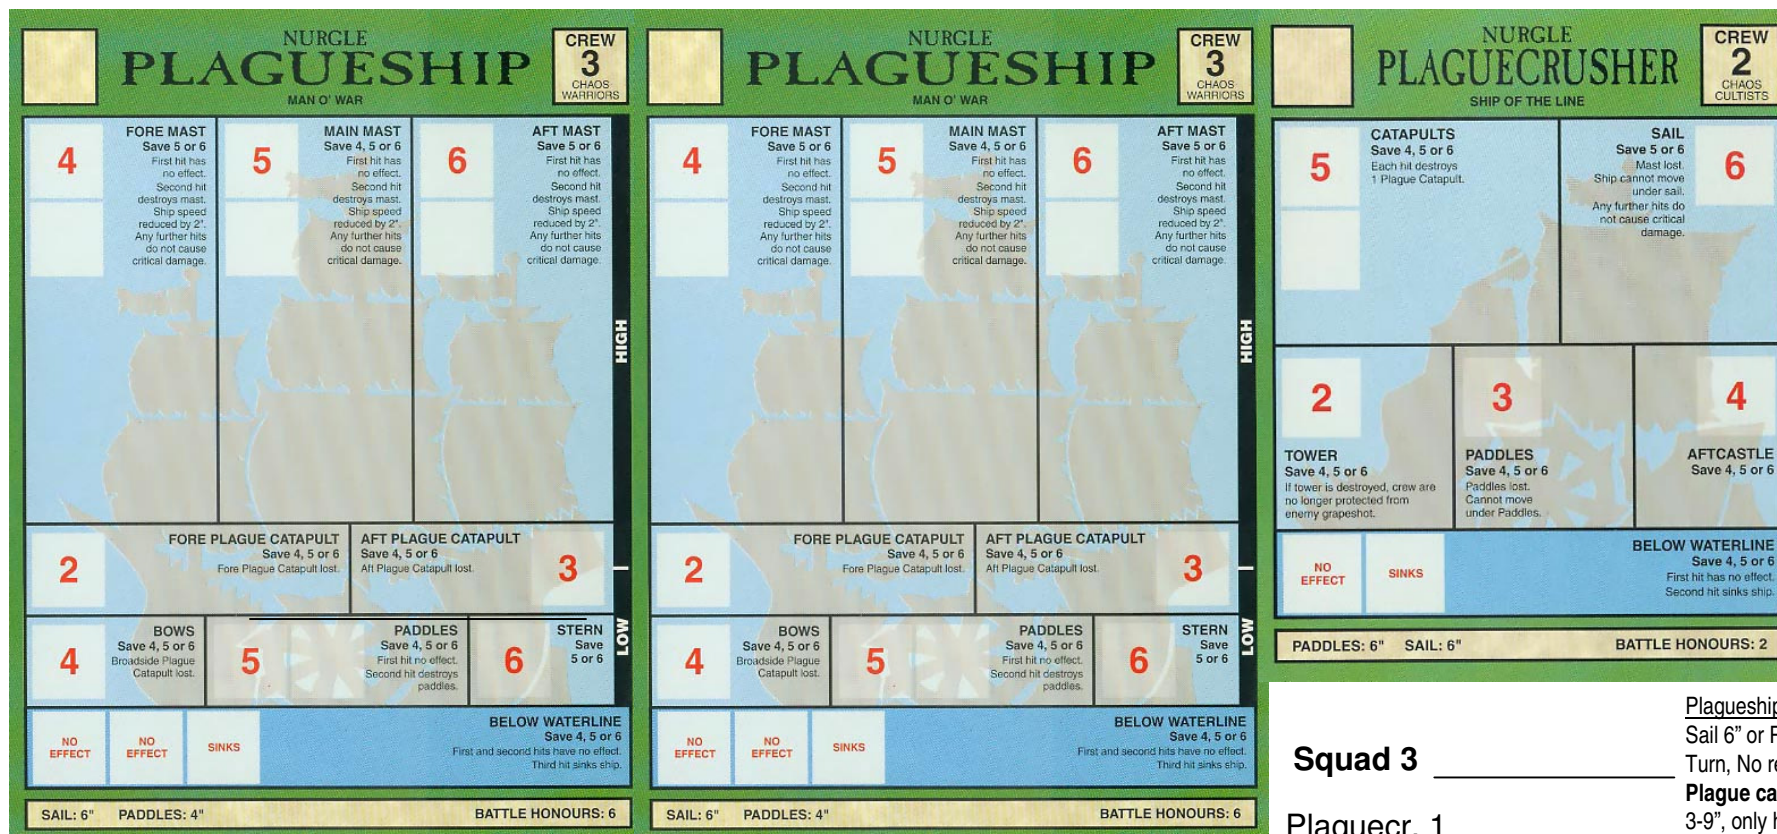 NURGLE
PLAGUESHIP
MAN O' WAR
CREW
3
CHAOS
WARRIORS
4
FORE MAST
Save 5 or 6
First hit has
no effect.
Second hit
destroys mast.
Ship speed
reduced by 2".
Any further hits
do not cause
critical damage.
5
MAIN MAST
Save 4, 5 or 6
First hit has
no effect.
Second hit
destroys mast.
Ship speed
reduced by 2".
Any further hits
do not cause
critical damage.
6
AFT MAST
Save 5 or 6
First hit has
no effect.
Second hit
destroys mast.
Ship speed
reduced by 2".
Any further hits
do not cause
critical damage.
HIGH
2
FORE PLAGUE CATAPULT
Save 4, 5 or 6
Fore Plague Catapult lost.
AFT PLAGUE CATAPULT
Save 4, 5 or 6
Aft Plague Catapult lost.
3
4
BOWS
Save 4, 5 or 6
Broadside Plague
Catapult lost.
5
PADDLES
Save 4, 5 or 6
First hit no effect.
Second hit destroys
paddles.
6
STERN
Save
5 or 6
LOW
NO
EFFECT
NO
EFFECT
SINKS
BELOW WATERLINE
Save 4, 5 or 6
First and second hits have no effect.
Third hit sinks ship.
SAIL: 6" PADDLES: 4" BATTLE HONOURS: 6
NURGLE
PLAGUESHIP
MAN O' WAR
CREW
3
CHAOS
WARRIORS
4
FORE MAST
Save 5 or 6
First hit has
no effect.
Second hit
destroys mast.
Ship speed
reduced by 2".
Any further hits
do not cause
critical damage.
5
MAIN MAST
Save 4, 5 or 6
First hit has
no effect.
Second hit
destroys mast.
Ship speed
reduced by 2".
Any further hits
do not cause
critical damage.
6
AFT MAST
Save 5 or 6
First hit has
no effect.
Second hit
destroys mast.
Ship speed
reduced by 2".
Any further hits
do not cause
critical damage.
HIGH
2
FORE PLAGUE CATAPULT
Save 4, 5 or 6
Fore Plague Catapult lost.
AFT PLAGUE CATAPULT
Save 4, 5 or 6
Aft Plague Catapult lost.
3
4
BOWS
Save 4, 5 or 6
Broadside Plague
Catapult lost.
5
PADDLES
Save 4, 5 or 6
First hit no effect.
Second hit destroys
paddles.
6
STERN
Save
5 or 6
LOW
NO
EFFECT
NO
EFFECT
SINKS
BELOW WATERLINE
Save 4, 5 or 6
First and second hits have no effect.
Third hit sinks ship.
SAIL: 6" PADDLES: 4" BATTLE HONOURS: 6
NURGLE
PLAGUECRUSHER
SHIP OF THE LINE
CREW
2
CHAOS
CULTISTS
5
CATAPULTS
Save 4, 5 or 6
Each hit destroys
1 Plague Catapult.
SAIL
Save 5 or 6
Mast lost.
Ship cannot move
under sail.
Any further hits do
not cause critical
damage.
6
2
TOWER
Save 4, 5 or 6
If tower is destroyed, crew are
no longer protected from
enemy grapeshot.
3
PADDLES
Save 4, 5 or 6
Paddles lost.
Cannot move
under Paddles.
4
AFTCASTLE
Save 4, 5 or 6
NO
EFFECT
SINKS
BELOW WATERLINE
Save 4, 5 or 6
First hit has no effect.
Second hit sinks ship.
PADDLES: 6" SAIL: 6" BATTLE HONOURS: 2
Squad 3
Plaguecr. 1
Plagueship
Sail 6” or
Turn, No
Plague
3-9”, only